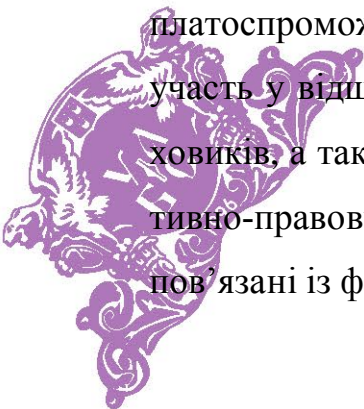 платоспромож
участь у відш
ховиків, а так
тивно-правов
пов’язані із ф